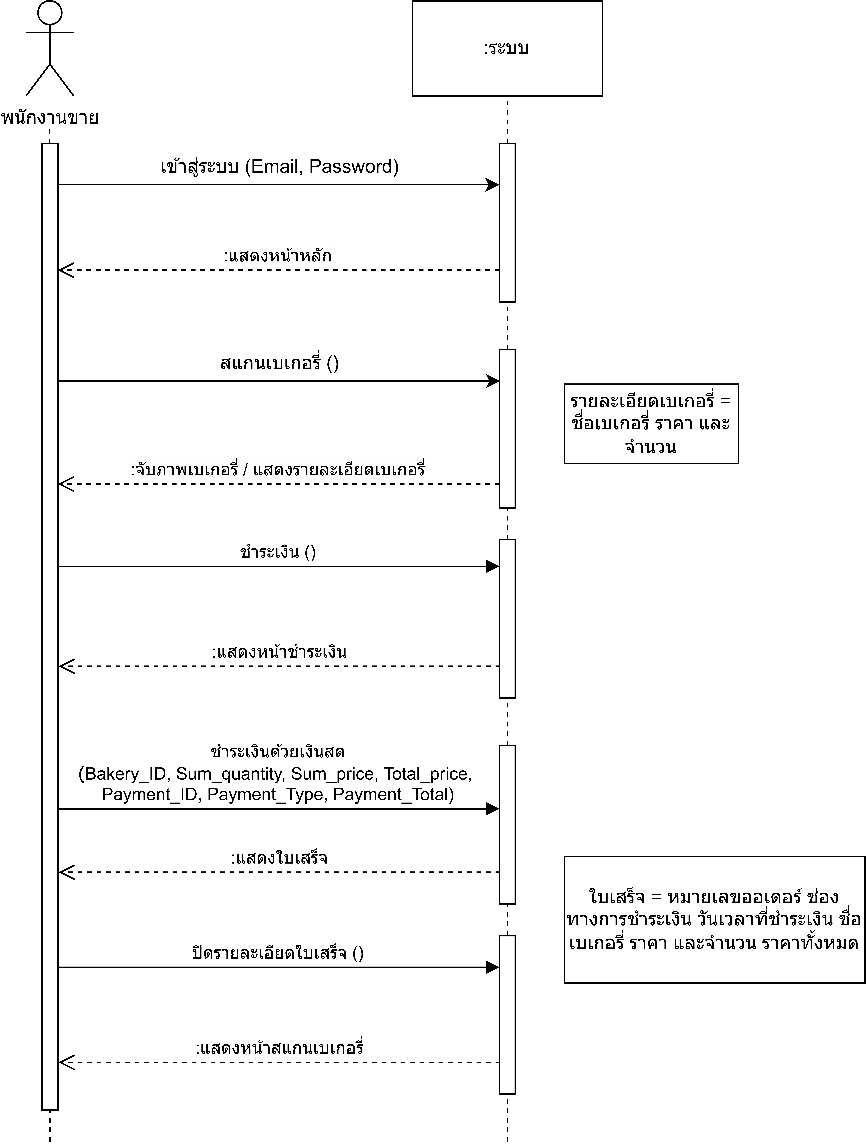 :ระบบ
พนักงานขาย
เข้าสู่ระบบ (Email, Password)
:แสดงหน้าหลัก
สแกนเบเกอรี่ ()
รายละเอียดเบเกอรี่ =
ชื่อเบเกอรี่ ราคา และ
จำนวน
:จับภาพเบเกอรี่ / แสดงรายละเอียดเบเกอรี่
ชำระเงิน ()
:แสดงหน้าชำระเงิน
ชำระเงินด้วยเงินสด
(Bakery_ID, Sum_quantity, Sum_price, Total_price,
Payment_ID, Payment_Type, Payment_Total)
:แสดงใบเสร็จ
ใบเสร็จ = หมายเลขออเดอร์ ช่อง
ทางการชำระเงิน วันเวลาที่ชำระเงิน ชื่อ
เบเกอรี่ ราคา และจำนวน ราคาทั้งหมด
ปิดรายละเอียดใบเสร็จ ()
:แสดงหน้าสแกนเบเกอรี่